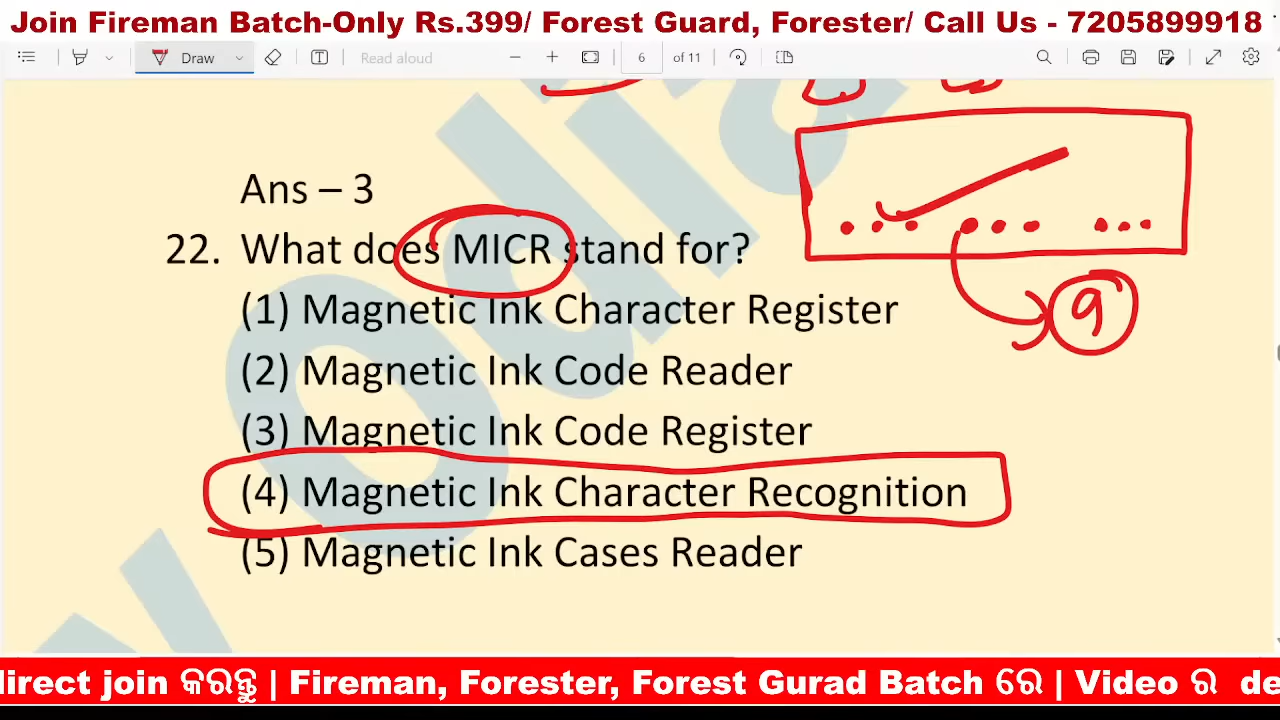 Join Fireman Batch-Only Rs.399/ Forest Guard, Forester/ Call Us - 7205899918
Draw
Read aloud
6 of 11
Odia
Ans – 3
22. What does MICR stand for?
(1) Magnetic Ink Character Register
(2) Magnetic Ink Code Reader
(3) Magnetic Ink Code Register
(4) Magnetic Ink Character Recognition
(5) Magnetic Ink Cases Reader
9
direct join କରନ୍ତୁ | Fireman, Forester, Forest Gurad Batch ରେ | Video ର de